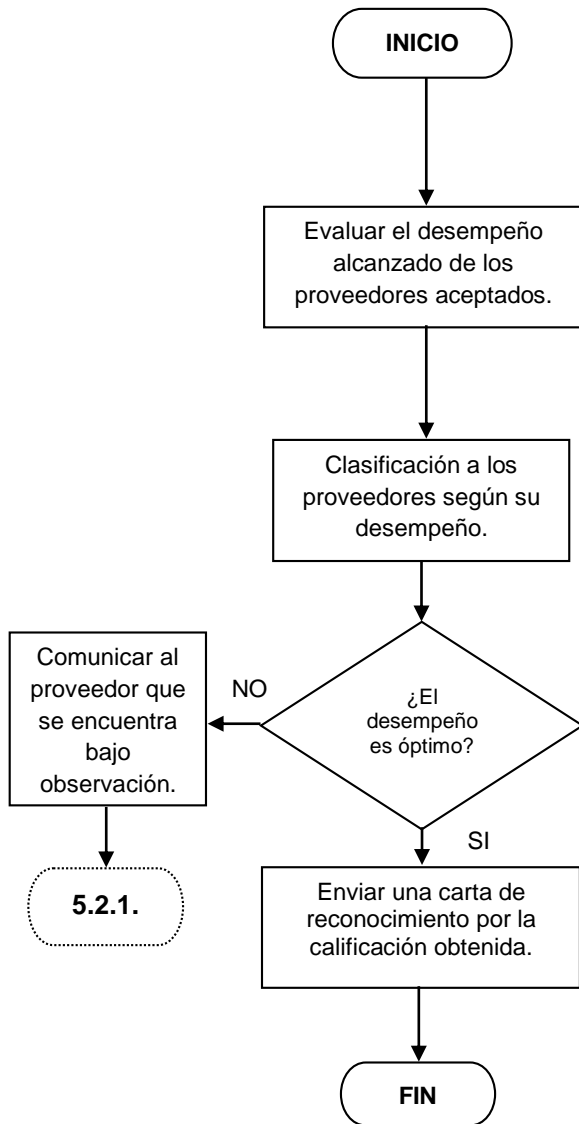 INICIO
Evaluar el desempeño
alcanzado de los
proveedores aceptados.
Clasificación a los
proveedores según su
desempeño.
¿El
desempeño
es óptimo?
NO
Comunicar al
proveedor que
se encuentra
bajo
observación.
5.2.1.
SI
Enviar una carta de
reconocimiento por la
calificación obtenida.
FIN